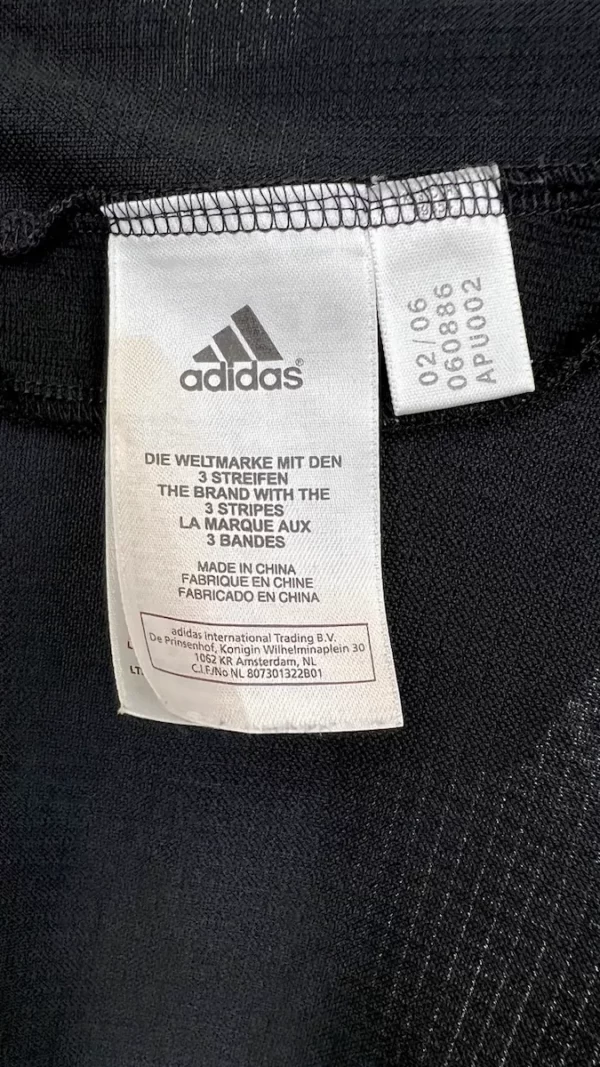 adidas®
DIE WELTMARKE MIT DEN
3 STREIFEN
THE BRAND WITH THE
3 STRIPES
LA MARQUE AUX
3 BANDES
MADE IN CHINA
FABRIQUE EN CHINE
FABRICADO EN CHINA
adidas international Trading B.V.
De Prinsenhof, Konigin Wilhelminaplein 30
1062 KR Amsterdam, NL
C.I.F/No NL 807301322B01
LT
02/06
060886
APU002